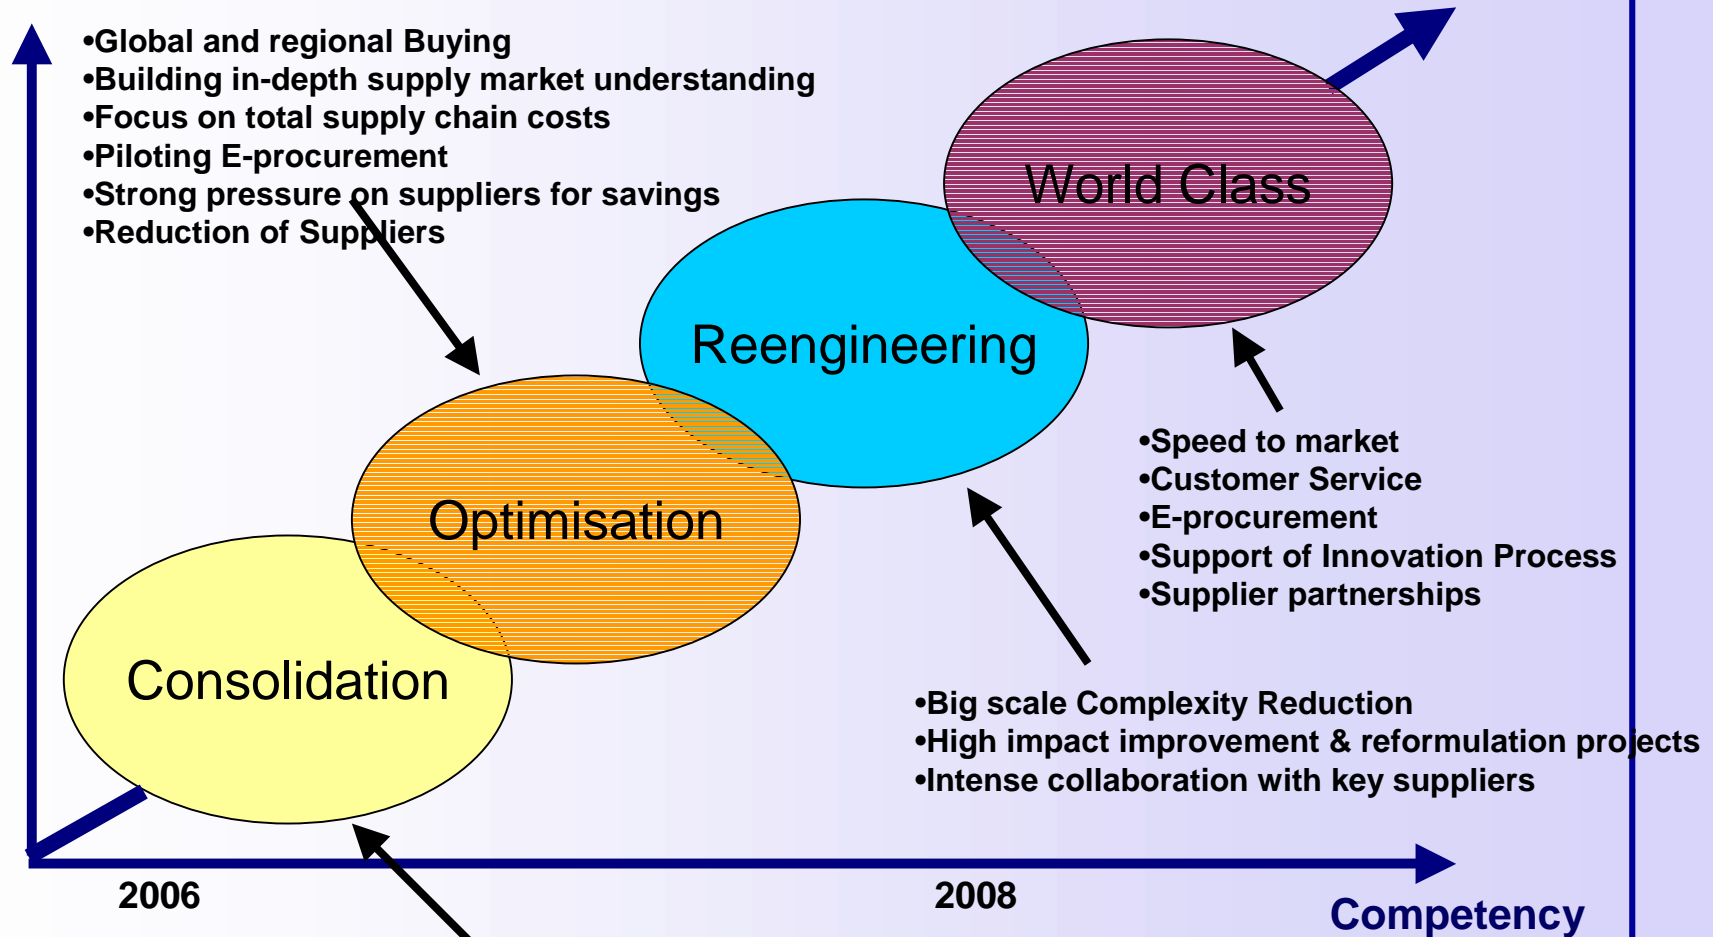 •Global and regional Buying
•Building in-depth supply market understanding
•Focus on total supply chain costs
•Piloting E-procurement
•Strong pressure on suppliers for savings
•Reduction of Suppliers
World Class
Reengineering
•Speed to market
•Customer Service
•E-procurement
•Support of Innovation Process
•Supplier partnerships
Optimisation
Consolidation
•Big scale Complexity Reduction
•High impact improvement & reformulation projects
•Intense collaboration with key suppliers
2006
2008
Competency